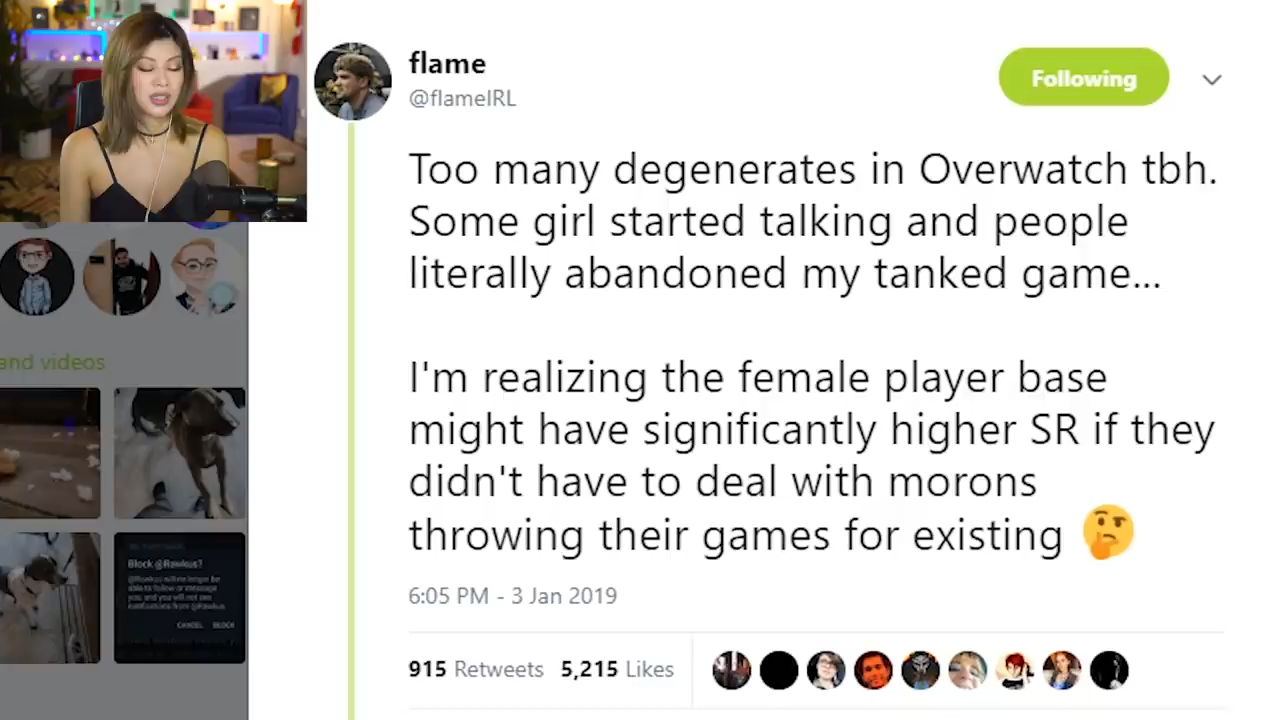 flame
@flameIRL
Following
Too many degenerates in Overwatch tbh.
Some girl started talking and people
literally abandoned my tanked game...
I'm realizing the female player base
might have significantly higher SR if they
didn't have to deal with morons
throwing their games for existing
6:05 PM - 3 Jan 2019
915 Retweets 5,215 Likes
and videos
Block @Rawkus?
CANCEL BLOCK